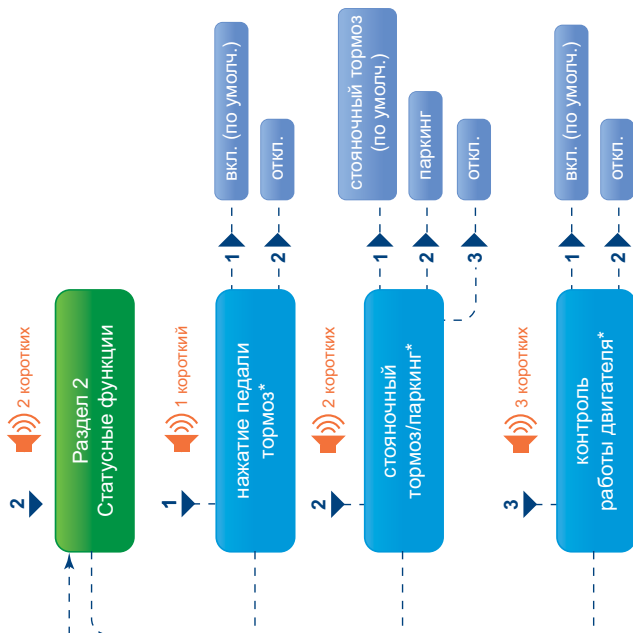 2
2 коротких
Раздел 2
Статусные функции
1
1 короткий
нажатие педали
тормоз*
1
вкл. (по умолч.)
2
откл.
2
2 коротких
стояночный
тормоз/паркинг*
1
стояночный тормоз
(по умолч.)
2
паркинг
3
откл.
3
3 коротких
контроль
работы двигателя*
1
вкл. (по умолч.)
2
откл.